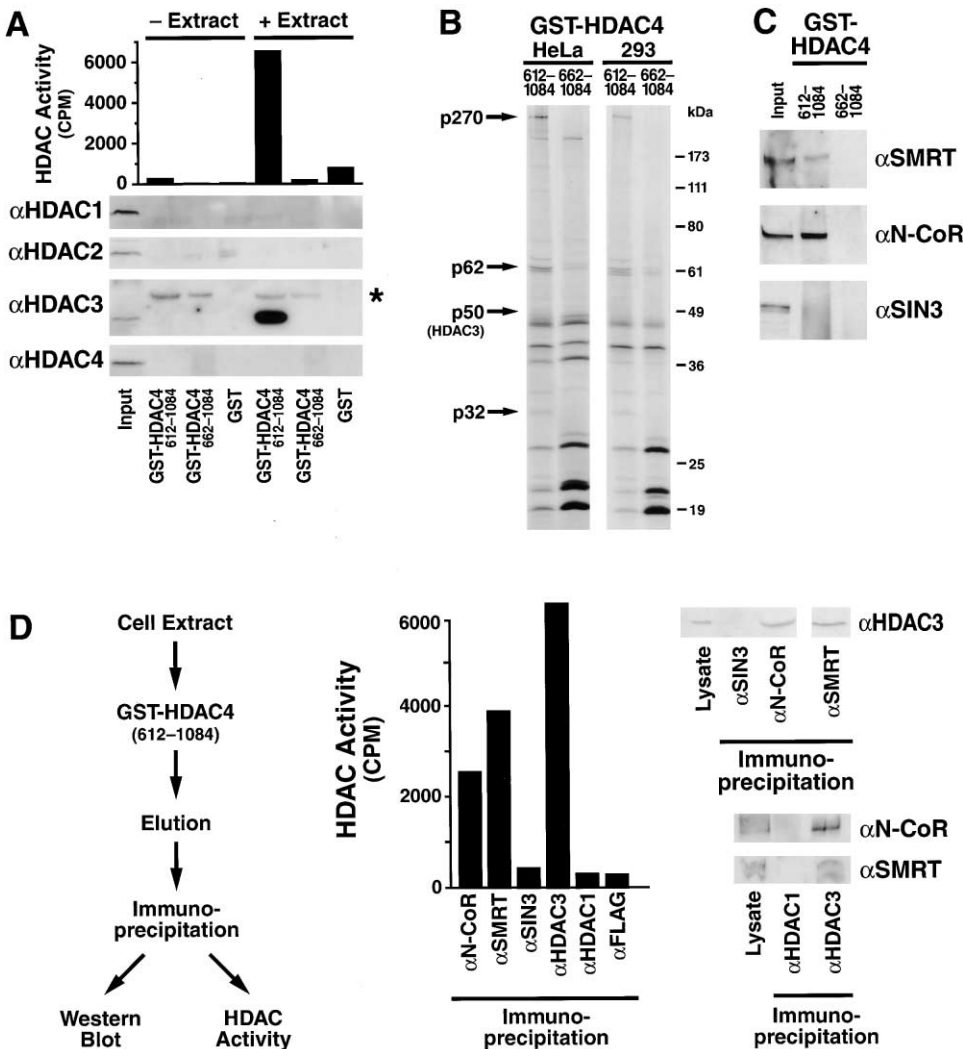 A
– Extract
+ Extract
HDAC Activity
(CPM)
6000
4000
2000
0
αHDAC1
αHDAC2
αHDAC3
*
αHDAC4
Input
GST-HDAC4
612–1084
GST-HDAC4
662–1084
GST
GST-HDAC4
612–1084
GST-HDAC4
662–1084
GST
B
GST-HDAC4
HeLa
293
612–
1084
662–
1084
612–
1084
662–
1084
kDa
p270
p62
p50
(HDAC3)
p32
–173
–111
–80
–61
–49
–36
–25
–19
C
GST-
HDAC4
Input
612–
1084
662–
1084
αSMRT
αN-CoR
αSIN3
D
Cell Extract
GST-HDAC4
(612–1084)
Elution
Immuno-
precipitation
Western
Blot
HDAC
Activity
HDAC Activity
(CPM)
6000
4000
2000
0
αN-CoR
αSMRT
αSIN3
αHDAC3
αHDAC1
αFLAG
Immuno-
precipitation
αHDAC3
Lysate
αSIN3
αN-CoR
αSMRT
Immuno-
precipitation
αN-CoR
αSMRT
Lysate
αHDAC1
αHDAC3
Immuno-
precipitation